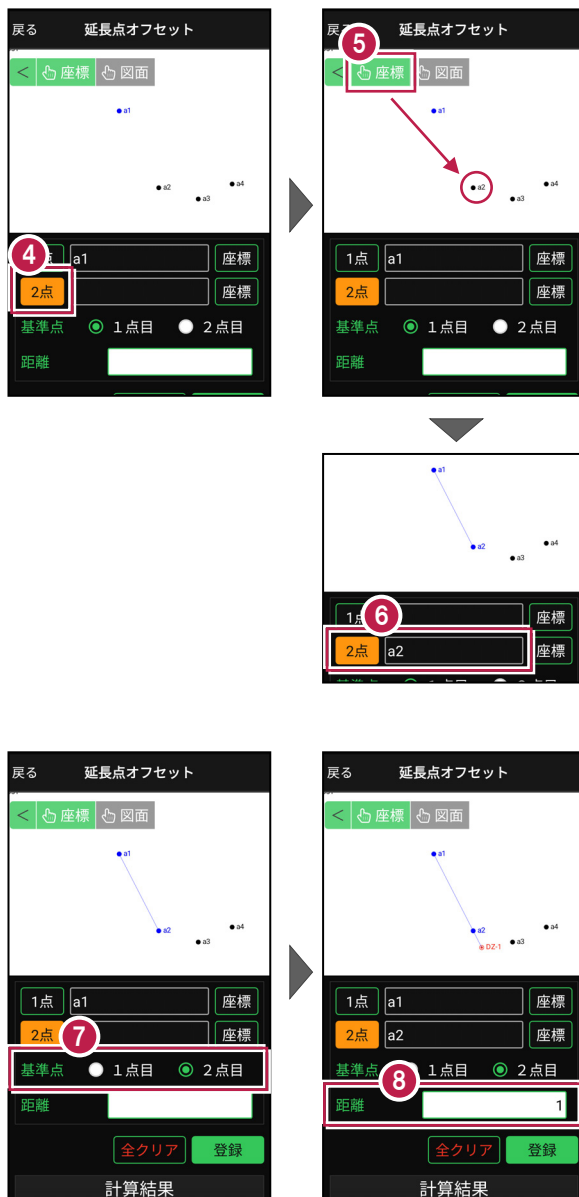 戻る 延長点オフセット
< 座標 図面
a1
a2
a4
a3
4
点 a1 座標
2点 座標
基準点 1点目 2点目
距離
戻る 延長点オフセット
5
< 座標 図面
a1
a2
a4
a3
1点 a1 座標
2点 座標
基準点 1点目 2点目
距離
a1
a2
a4
a3
6
座標
2点 a2 座標
戻る 延長点オフセット
< 座標 図面
a1
a2
a4
a3
1点 a1 座標
2点 座標
7
基準点 1点目 2点目
距離
全クリア 登録
計算結果
戻る 延長点オフセット
< 座標 図面
a1
a2
a4
DZ-1 a3
1点 a1 座標
2点 a2 座標
基準点 1点目 2点目
8
距離 1
全クリア 登録
計算結果